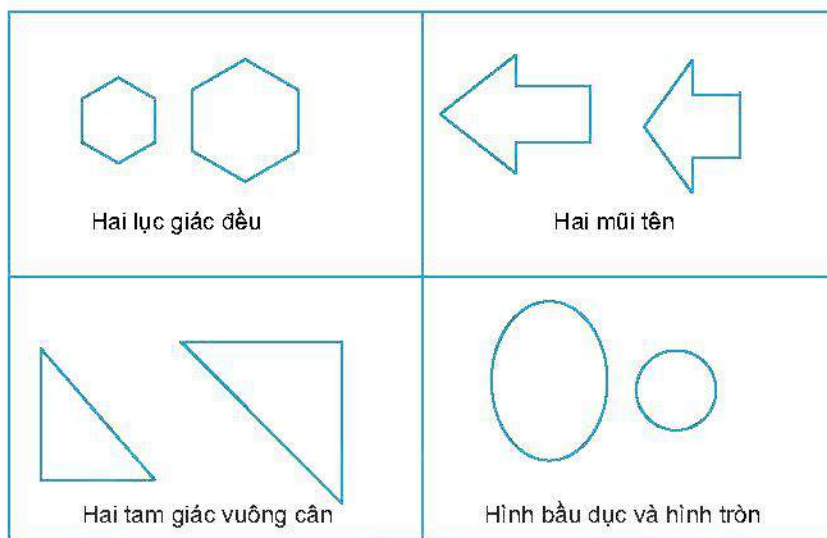 Hai lục giác đều
Hai mũi tên
Hai tam giác vuông cân
Hình bầu dục và hình tròn